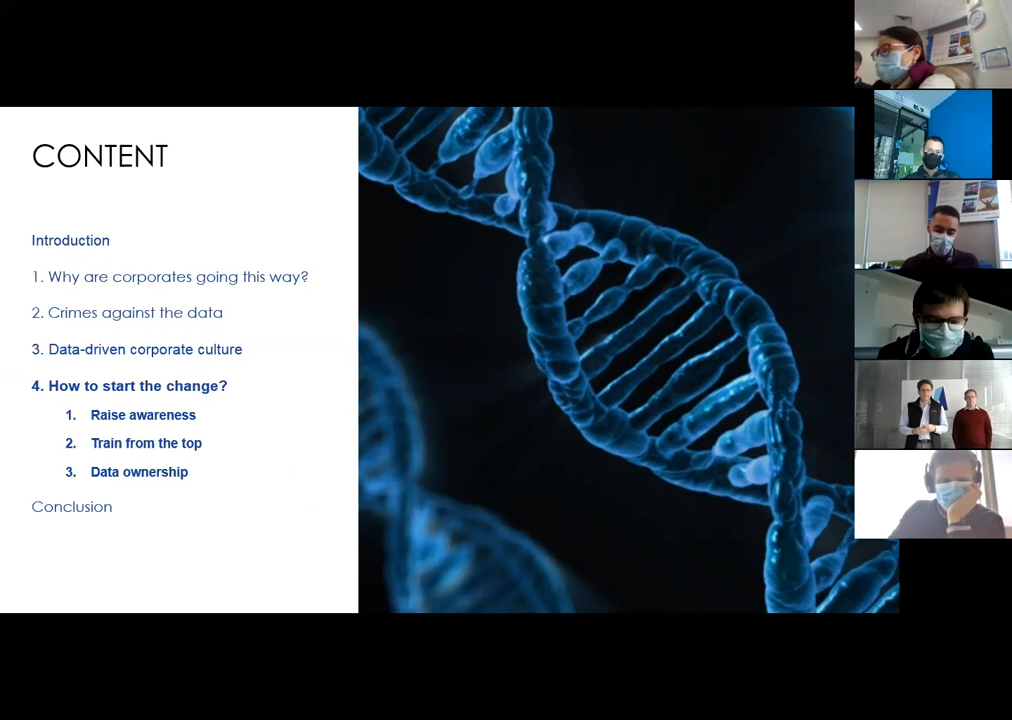 CONTENT
Introduction
1. Why are corporates going this way?
2. Crimes against the data
3. Data-driven corporate culture
4. How to start the change?
1. Raise awareness
2. Train from the top
3. Data ownership
Conclusion